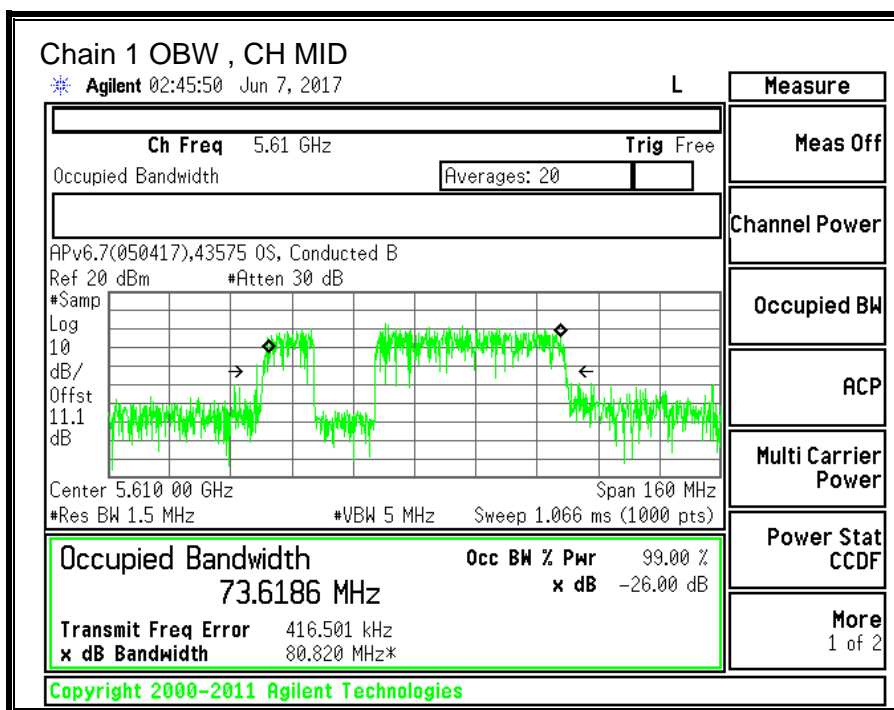 Chain 1 OBW , CH MID
Agilent 02:45:50 Jun 7, 2017 L
Ch Freq 5.61 GHz Trig Free
Occupied Bandwidth Averages: 20
APv6.7(050417),43575 OS, Conducted B
Ref 20 dBm #Atten 30 dB
#Samp
Log
10
dB/
Offst
11.1
dB
Center 5.610 00 GHz Span 160 MHz
#Res BW 1.5 MHz #VBW 5 MHz Sweep 1.066 ms (1000 pts)
Occupied Bandwidth Occ BW % Pwr 99.00 %
73.6186 MHz x dB -26.00 dB
Transmit Freq Error 416.501 kHz
x dB Bandwidth 80.820 MHz*
Copyright 2000-2011 Agilent Technologies
Measure
Meas Off
Channel Power
Occupied BW
ACP
Multi Carrier
Power
Power Stat
CCDF
More
1 of 2